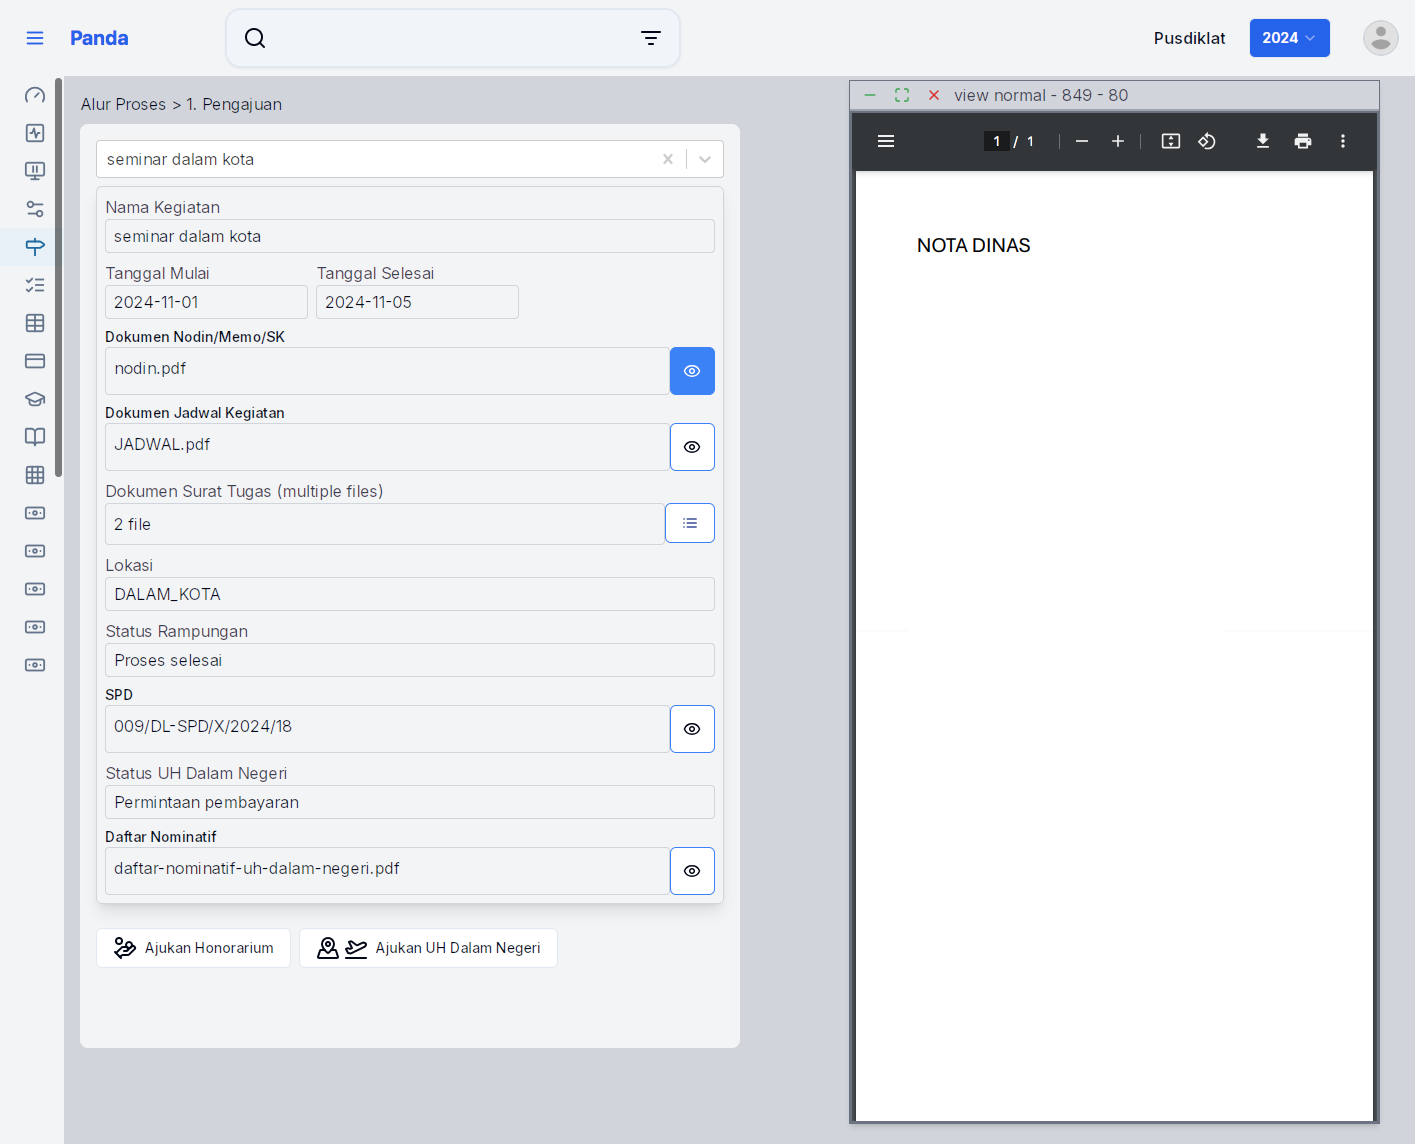 Panda
Pusdiklat
2024
Alur Proses > 1. Pengajuan
seminar dalam kota
Nama Kegiatan
seminar dalam kota
Tanggal Mulai
Tanggal Selesai
2024-11-01
2024-11-05
Dokumen Nodin/Memo/SK
nodin.pdf
Dokumen Jadwal Kegiatan
JADWAL.pdf
Dokumen Surat Tugas (multiple files)
2 file
Lokasi
DALAM_KOTA
Status Rampungan
Proses selesai
SPD
009/DL-SPD/X/2024/18
Status UH Dalam Negeri
Permintaan pembayaran
Daftar Nominatif
daftar-nominatif-uh-dalam-negeri.pdf
Ajukan Honorarium
Ajukan UH Dalam Negeri
view normal - 849 - 80
1 / 1
NOTA DINAS